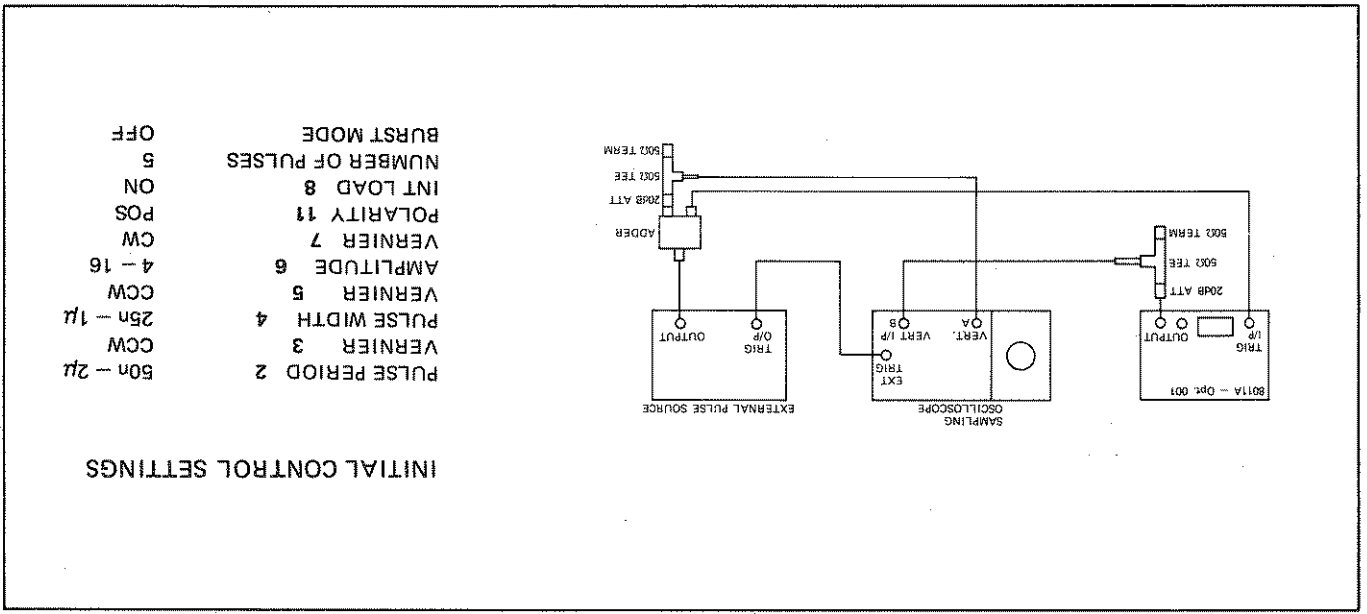 INITIAL CONTROL SETTINGS
PULSE PERIOD 2 50n – 2µ
VERNIER 3 CCW
PULSE WIDTH 4 25n – 1µ
VERNIER 5 CCW
AMPLITUDE 6 4 – 16
VERNIER 7 CW
POLARITY 11 POS
INT LOAD 8 ON
NUMBER OF PULSES 5
BURST MODE OFF
8011A – Opt. 001
TRIG
I/P
OUTPUT
20dB ATT
50Ω TEE
50Ω TERM
SAMPLING
OSCILLOSCOPE
VERT.
A
VERT I/P
B
EXT
TRIG
EXTERNAL PULSE SOURCE
TRIG
O/P
OUTPUT
ADDER
20dB ATT
50Ω TEE
50Ω TERM